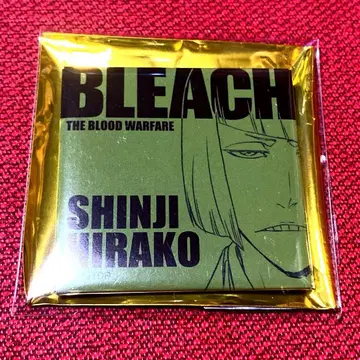 BLEACH
THE BLOOD WARFARE
SHINJI
HIRAKO